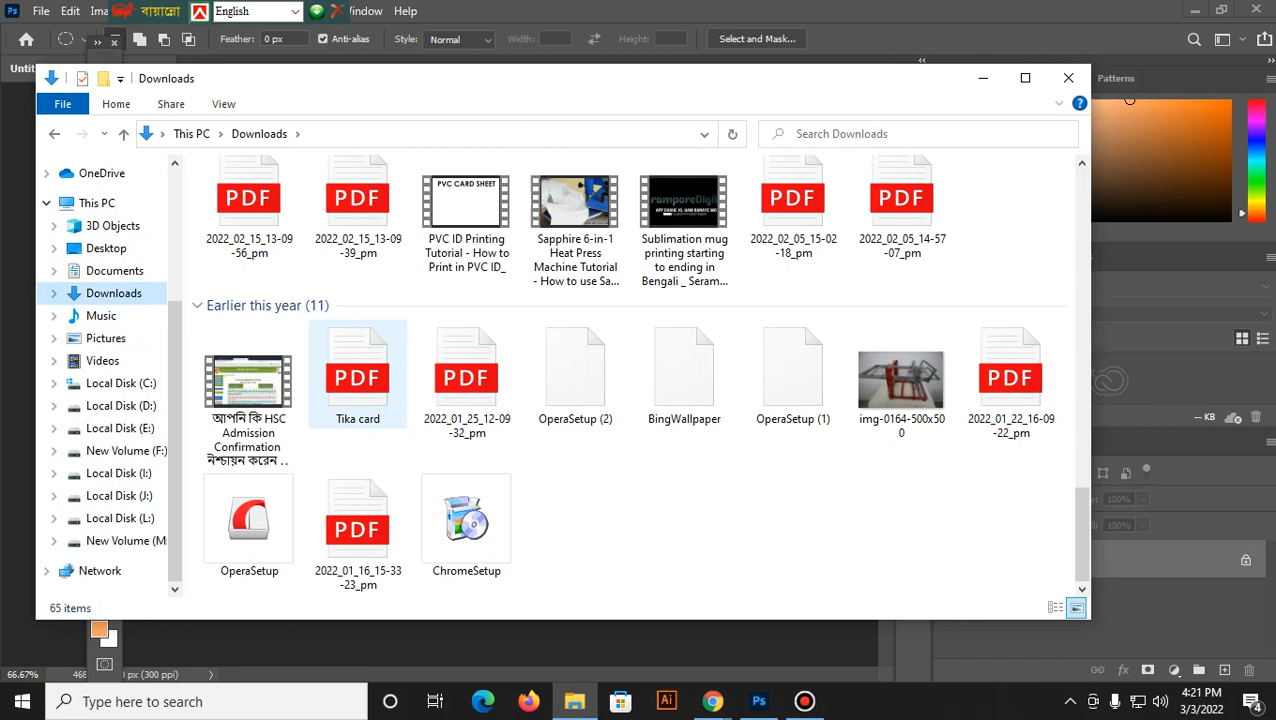 Ps File Edit Ima বায়ান্নো English Window Help
Feather: 0 px Anti-alias Style: Normal Width: Height: Select and Mask...
Downloads Patterns
File Home Share View
This PC Downloads Search Downloads
OneDrive
This PC
3D Objects
Desktop
Documents
Downloads
Music
Pictures
Videos
Local Disk (C:)
Local Disk (D:)
Local Disk (E:)
New Volume (F:)
Local Disk (I:)
Local Disk (J:)
Local Disk (L:)
New Volume (M:
Network
PDF PDF PVC CARD SHEET ramporeDigi PDF PDF
2022_02_15_13-09
-56_pm
2022_02_15_13-09
-39_pm
PVC ID Printing
Tutorial - How to
Print in PVC ID_
Sapphire 6-in-1
Heat Press
Machine Tutorial
- How to use Sa...
Sublimation mug
printing starting
to ending in
Bengali _ Seram...
2022_02_05_15-02
-18_pm
2022_02_05_14-57
-07_pm
Earlier this year (11)
আপনি কি HSC
Admission
Confirmation
নিশ্চায়ন করেন ..
PDF
Tika card
PDF
2022_01_25_12-09
-32_pm
OperaSetup (2)
BingWallpaper
OperaSetup (1)
img-0164-500x50
0
PDF
2022_01_22_16-09
-22_pm
OperaSetup
PDF
2022_01_16_15-33
-23_pm
ChromeSetup
-- KB
65 items
66.67% 0 px (300 ppi)
Type here to search Ai Ps 4:21 PM
3/3/2022 4